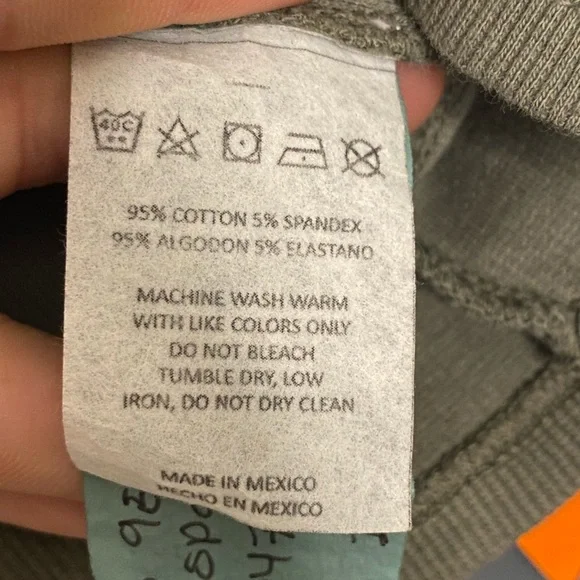 40C
95% COTTON 5% SPANDEX
95% ALGODON 5% ELASTANO
MACHINE WASH WARM
WITH LIKE COLORS ONLY
DO NOT BLEACH
TUMBLE DRY, LOW
IRON, DO NOT DRY CLEAN
MADE IN MEXICO
HECHO EN MEXICO